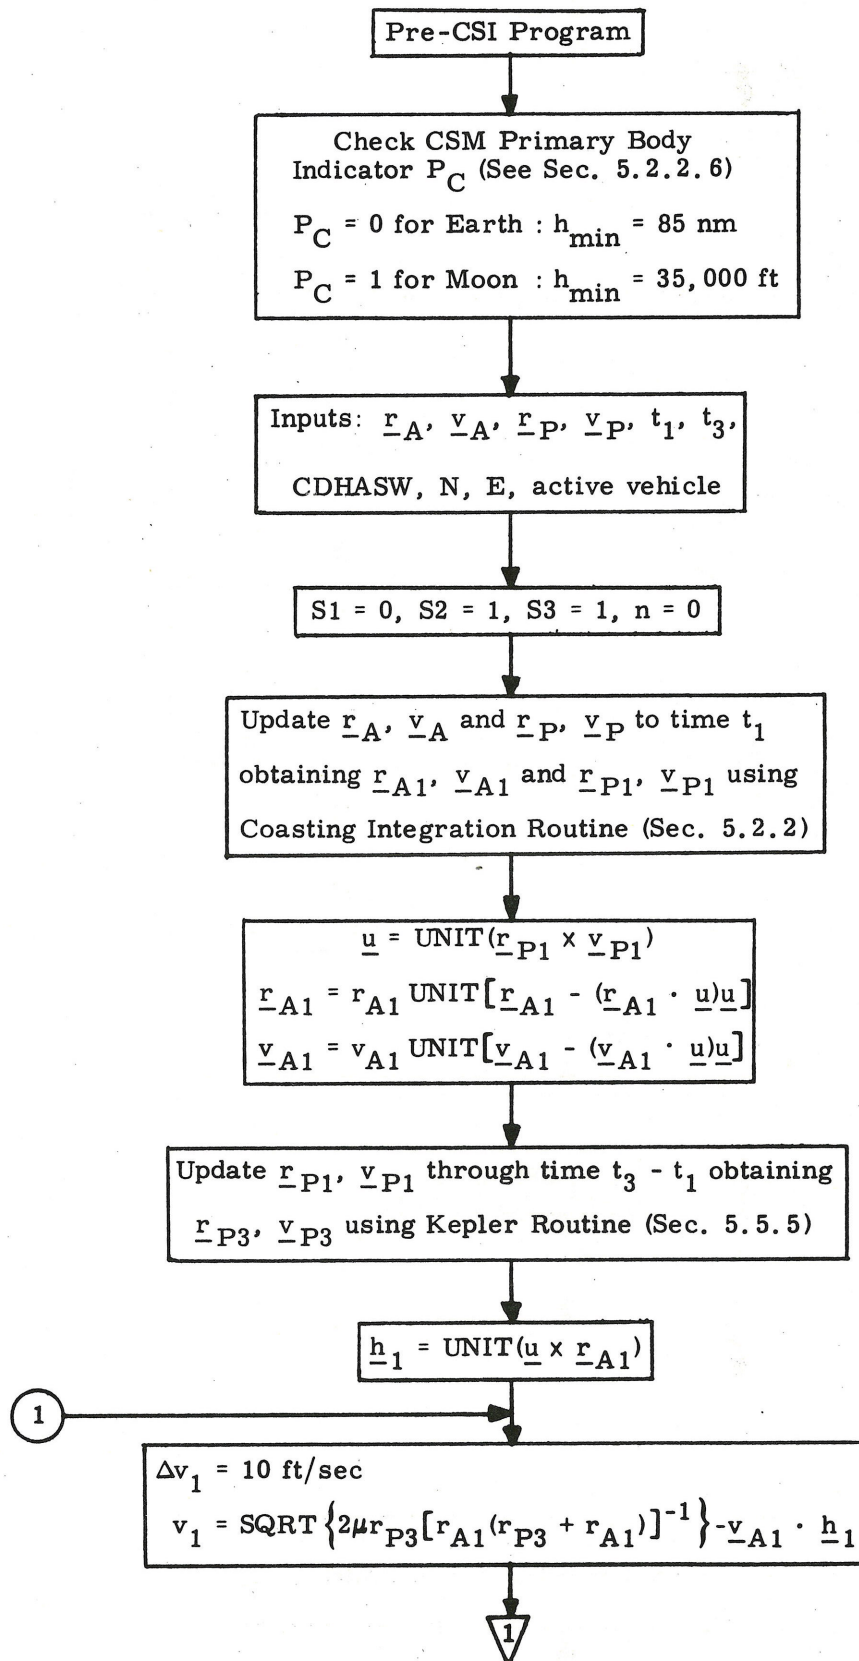 Pre-CSI Program
Check CSM Primary Body
Indicator P_C (See Sec. 5.2.2.6)
P_C = 0 for Earth : h_min = 85 nm
P_C = 1 for Moon : h_min = 35,000 ft
Inputs: r_A, v_A, r_P, v_P, t_1, t_3,
CDHASW, N, E, active vehicle
S1 = 0, S2 = 1, S3 = 1, n = 0
Update r_A, v_A and r_P, v_P to time t_1
obtaining r_A1, v_A1 and r_P1, v_P1 using
Coasting Integration Routine (Sec. 5.2.2)
u = UNIT(r_P1 x v_P1)
r_A1 = r_A1 UNIT[r_A1 - (r_A1 · u)u]
v_A1 = v_A1 UNIT[v_A1 - (v_A1 · u)u]
Update r_P1, v_P1 through time t_3 - t_1 obtaining
r_P3, v_P3 using Kepler Routine (Sec. 5.5.5)
h_1 = UNIT(u x r_A1)
1
Δv_1 = 10 ft/sec
v_1 = SQRT{2μr_P3[r_A1(r_P3 + r_A1)]^-1}-v_A1 · h_1
1